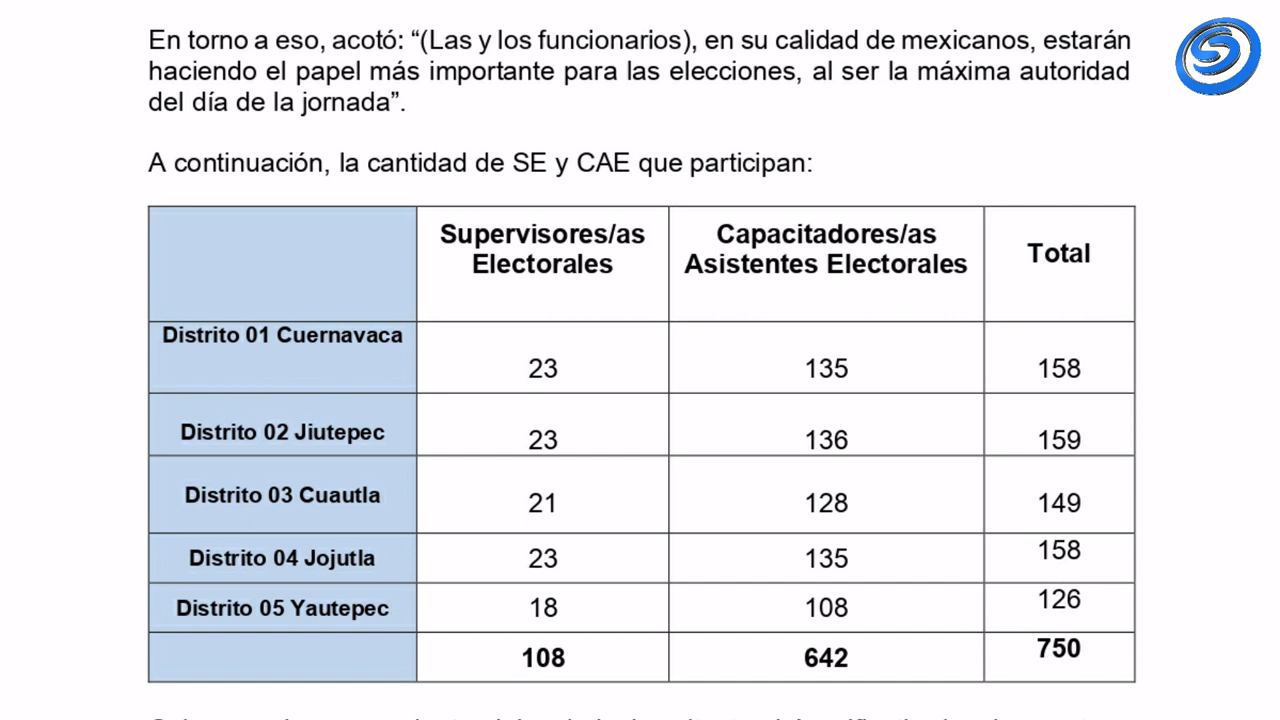 En torno a eso, acotó: “(Las y los funcionarios), en su calidad de mexicanos, estarán
haciendo el papel más importante para las elecciones, al ser la máxima autoridad
del día de la jornada”.
A continuación, la cantidad de SE y CAE que participan:
Supervisores/as
Electorales
Capacitadores/as
Asistentes Electorales
Total
Distrito 01 Cuernavaca 23 135 158
Distrito 02 Jiutepec 23 136 159
Distrito 03 Cuautla 21 128 149
Distrito 04 Jojutla 23 135 158
Distrito 05 Yautepec 18 108 126
108 642 750